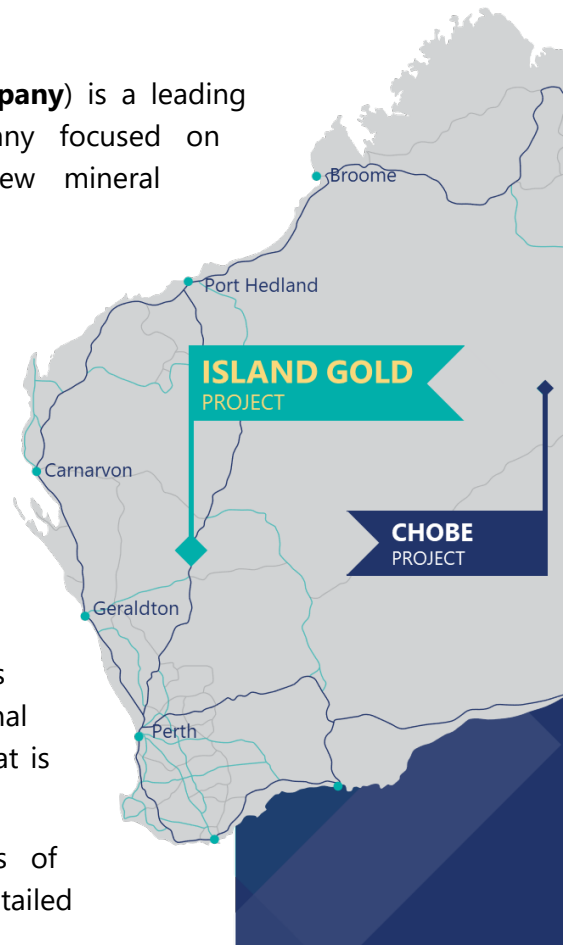 pany) is a leading
any focused on
ew mineral
Broome
Port Hedland
ISLAND GOLD
PROJECT
Carnarvon
CHOBE
PROJECT
Geraldton
s
nal
Perth
at is
s of
tailed